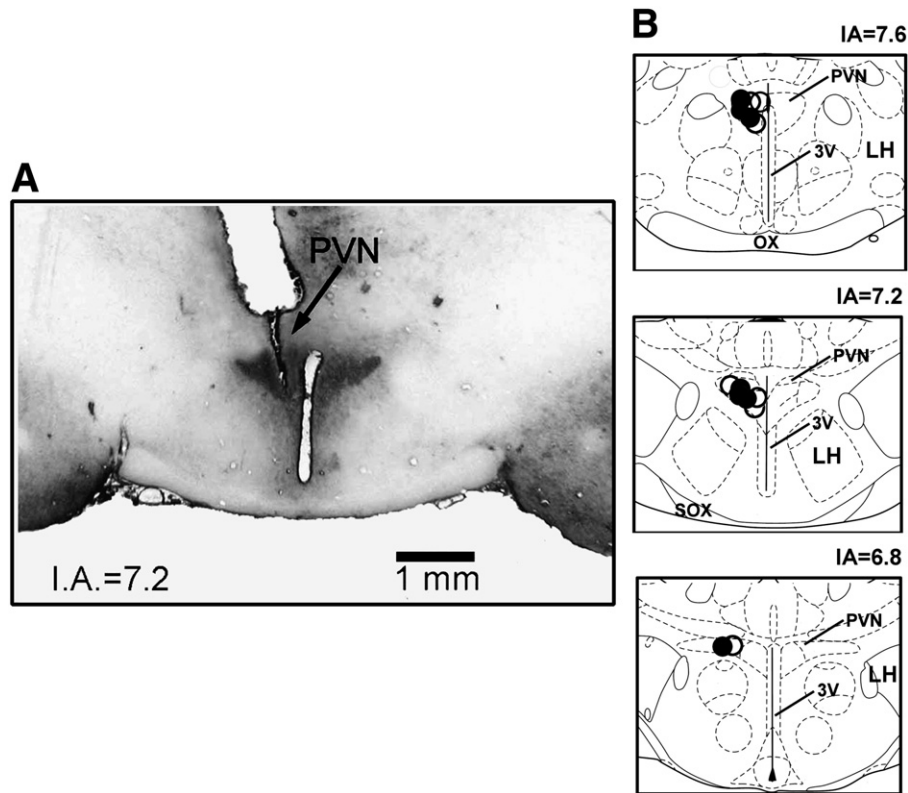 A
PVN
I.A.=7.2
1 mm
B
IA=7.6
PVN
3V
LH
OX
IA=7.2
PVN
3V
LH
SOX
IA=6.8
PVN
LH
3V